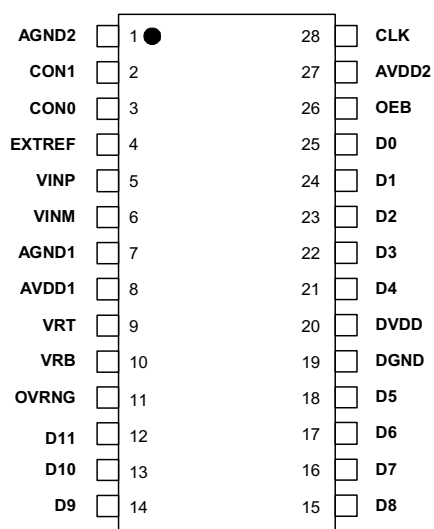 AGND2 1 28 CLK
CON1 2 27 AVDD2
CON0 3 26 OEB
EXTREF 4 25 D0
VINP 5 24 D1
VINM 6 23 D2
AGND1 7 22 D3
AVDD1 8 21 D4
VRT 9 20 DVDD
VRB 10 19 DGND
OVRNG 11 18 D5
D11 12 17 D6
D10 13 16 D7
D9 14 15 D8